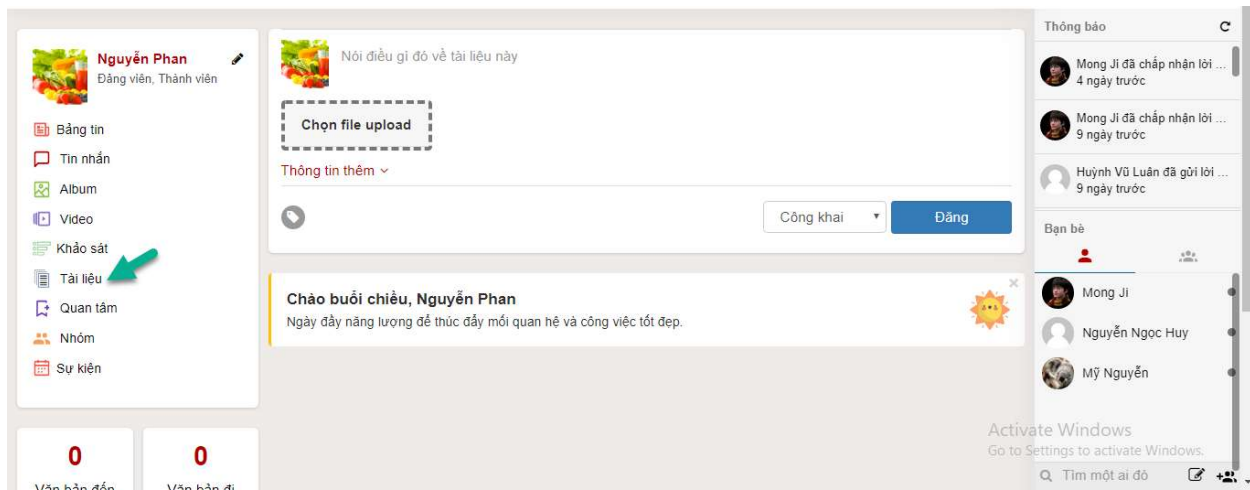 Nguyễn Phan
Đảng viên, Thành viên
Bảng tin
Tin nhắn
Album
Video
Khảo sát
Tài liệu
Quan tâm
Nhóm
Sự kiện
0
Văn bản đến
0
Văn bản đi
Nói điều gì đó về tài liệu này
Chọn file upload
Thông tin thêm
Công khai
Đăng
Chào buổi chiều, Nguyễn Phan
Ngày đầy năng lượng để thúc đẩy mối quan hệ và công việc tốt đẹp.
Thông báo
Mong Ji đã chấp nhận lời ...
4 ngày trước
Mong Ji đã chấp nhận lời ...
9 ngày trước
Huỳnh Vũ Luân đã gửi lời ...
9 ngày trước
Bạn bè
Mong Ji
Nguyễn Ngọc Huy
Mỹ Nguyễn
Activate Windows
Go to Settings to activate Windows.
Tìm một ai đó